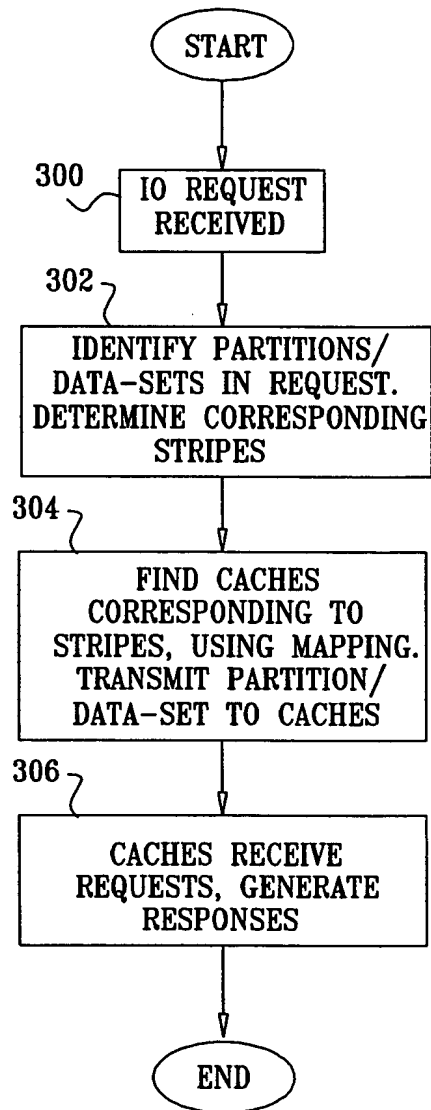 START
300
IO REQUEST
RECEIVED
302
IDENTIFY PARTITIONS/
DATA-SETS IN REQUEST.
DETERMINE CORRESPONDING
STRIPES
304
FIND CACHES
CORRESPONDING TO
STRIPES, USING MAPPING.
TRANSMIT PARTITION/
DATA-SET TO CACHES
306
CACHES RECEIVE
REQUESTS, GENERATE
RESPONSES
END